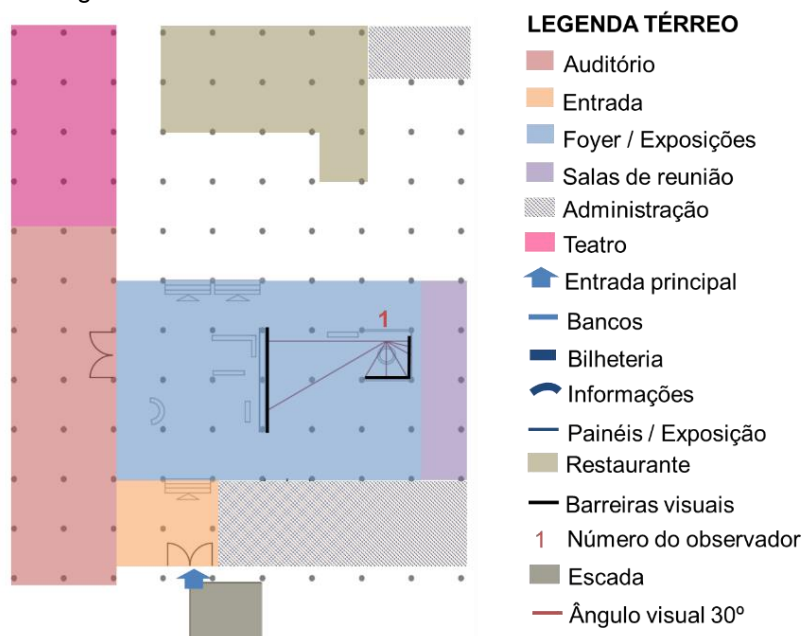 LEGENDA TÉRREO
Auditório
Entrada
Foyer / Exposições
Salas de reunião
Administração
Teatro
Entrada principal
Bancos
Bilheteria
Informações
Painéis / Exposição
Restaurante
Barreiras visuais
1 Número do observador
Escada
Ângulo visual 30º
1